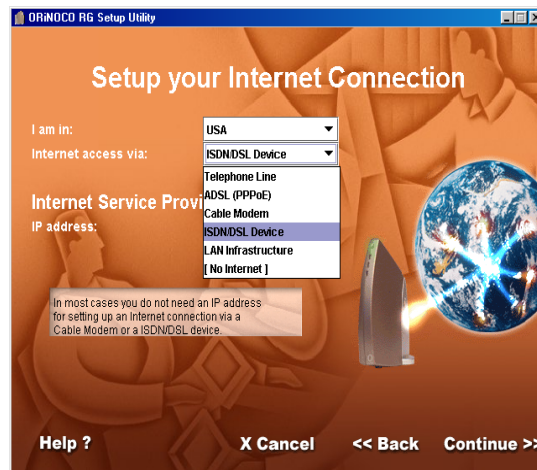 ORiNOCO RG Setup Utility
Setup your Internet Connection
I am in:
USA
Internet access via:
ISDN/DSL Device
Telephone Line
ADSL (PPPoE)
Cable Modem
ISDN/DSL Device
LAN Infrastructure
[ No Internet ]
Internet Service Provi
IP address:
In most cases you do not need an IP address
for setting up an Internet connection via a
Cable Modem or a ISDN/DSL device.
Help ?
X Cancel
<< Back
Continue >>